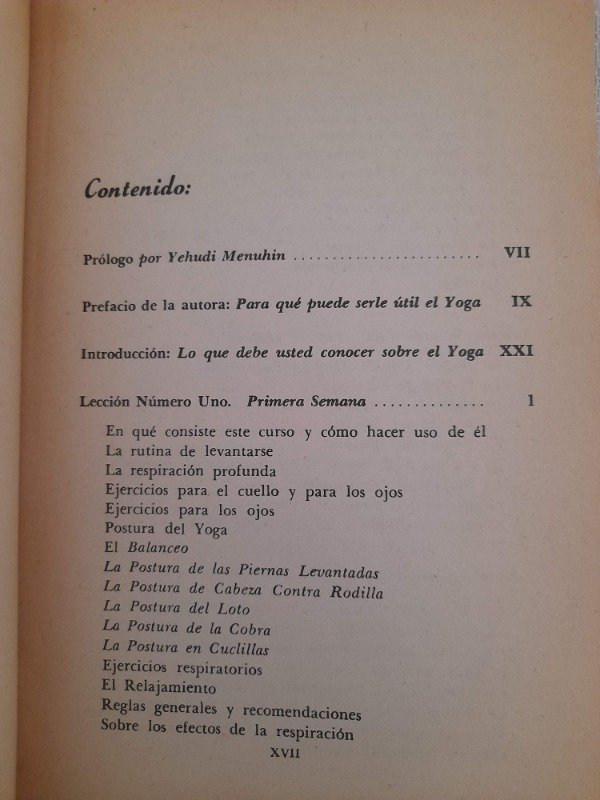 Contenido:
Prólogo por Yehudi Menuhin ........................ VII
Prefacio de la autora: Para qué puede serle útil el Yoga IX
Introducción: Lo que debe usted conocer sobre el Yoga XXI
Lección Número Uno. Primera Semana .............. 1
En qué consiste este curso y cómo hacer uso de él
La rutina de levantarse
La respiración profunda
Ejercicios para el cuello y para los ojos
Ejercicios para los ojos
Postura del Yoga
El Balanceo
La Postura de las Piernas Levantadas
La Postura de Cabeza Contra Rodilla
La Postura del Loto
La Postura de la Cobra
La Postura en Cuclillas
Ejercicios respiratorios
El Relajamiento
Reglas generales y recomendaciones
Sobre los efectos de la respiración
XVII